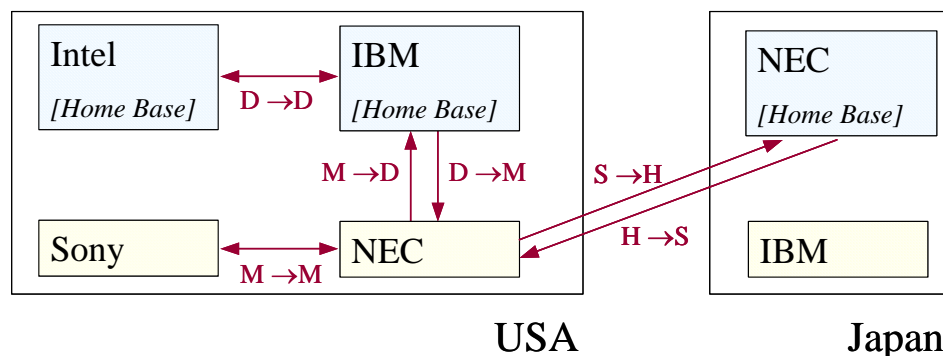 Intel
[Home Base]
D →D
IBM
[Home Base]
NEC
[Home Base]
M →D
D →M
S →H
H →S
Sony
M →M
NEC
IBM
USA
Japan